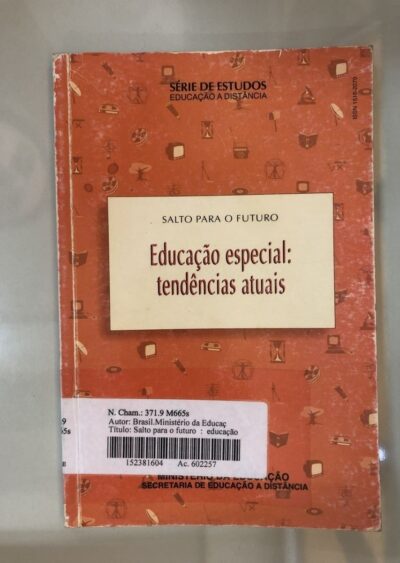 SÉRIE DE ESTUDOS
EDUCAÇÃO A DISTÂNCIA
SALTO PARA O FUTURO
Educação especial:
tendências atuais
N. Cham.: 371.9 M665s
Autor: Brasil.Ministério da Educaç
Título: Salto para o futuro : educação
152381604 Ac. 602257
MINISTÉRIO DA EDUCAÇÃO
SECRETARIA DE EDUCAÇÃO A DISTÂNCIA